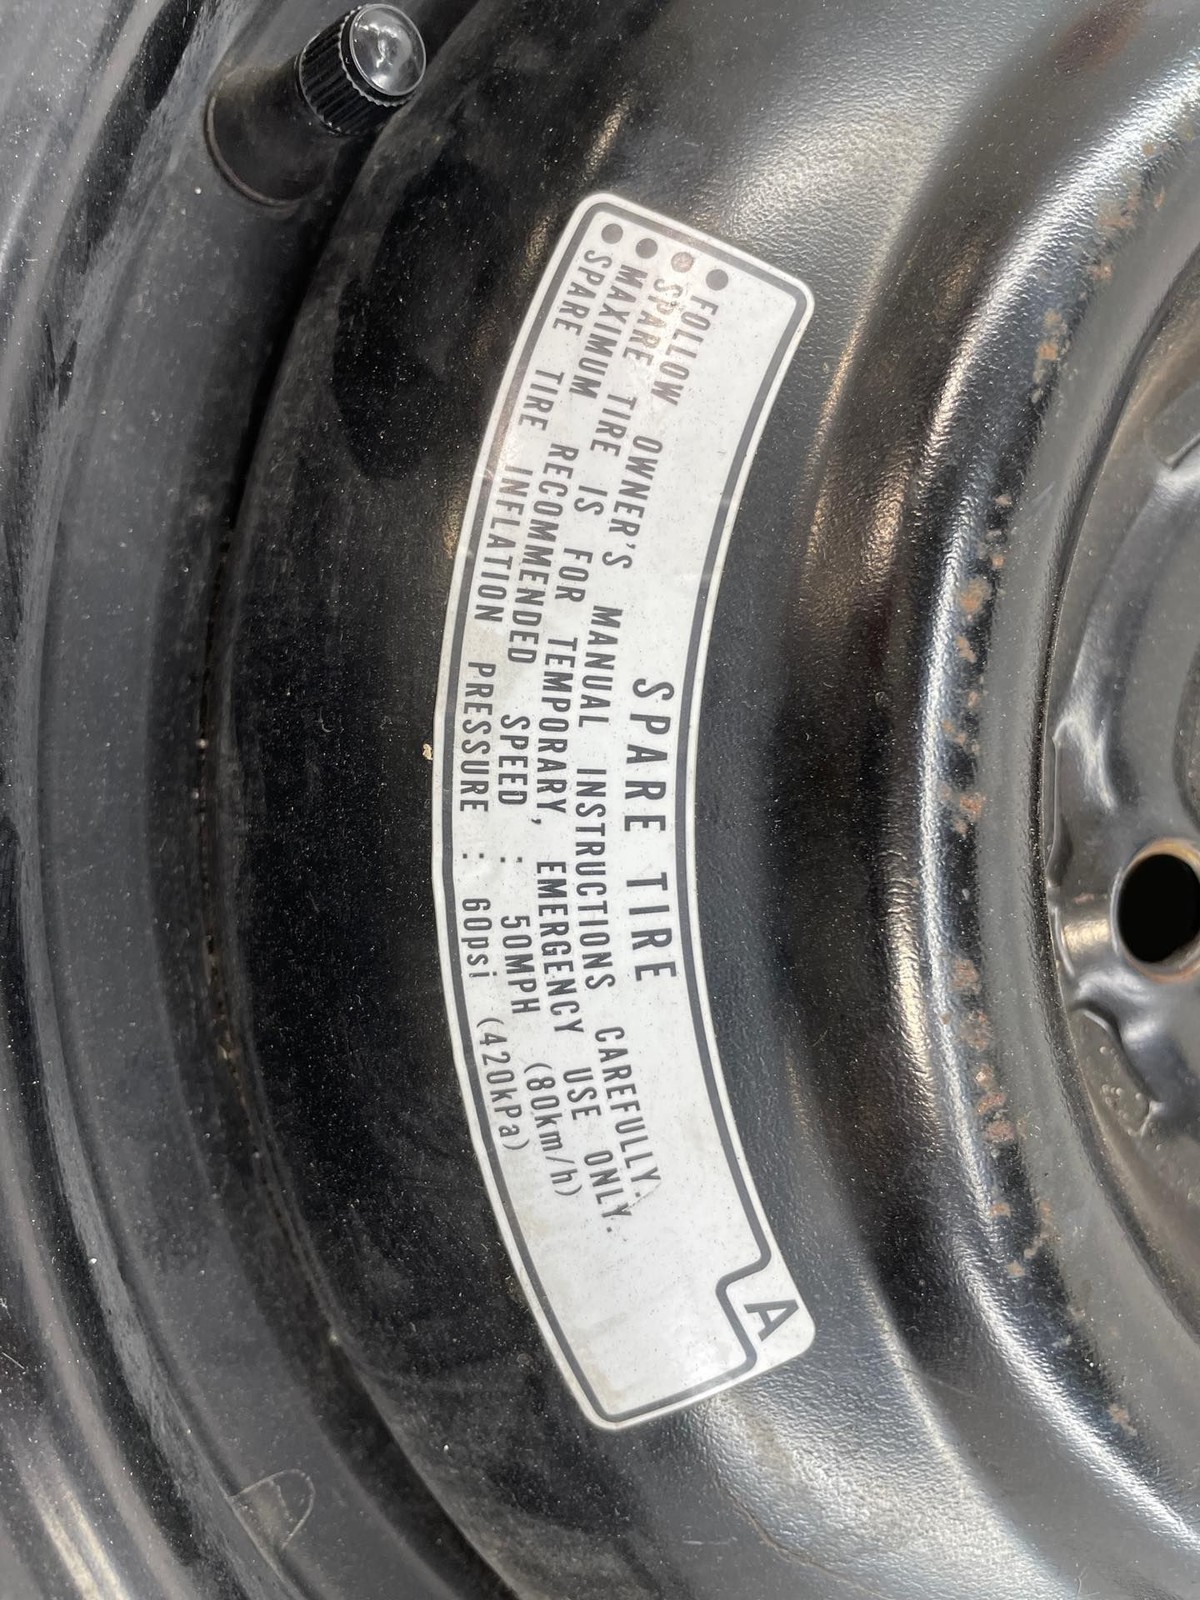 SPARE TIRE
● FOLLOW OWNER'S MANUAL INSTRUCTIONS CAREFULLY.
● SPARE TIRE IS FOR TEMPORARY, EMERGENCY USE ONLY.
● MAXIMUM RECOMMENDED SPEED : 50MPH (80km/h)
● SPARE TIRE INFLATION PRESSURE : 60psi (420kPa)
A